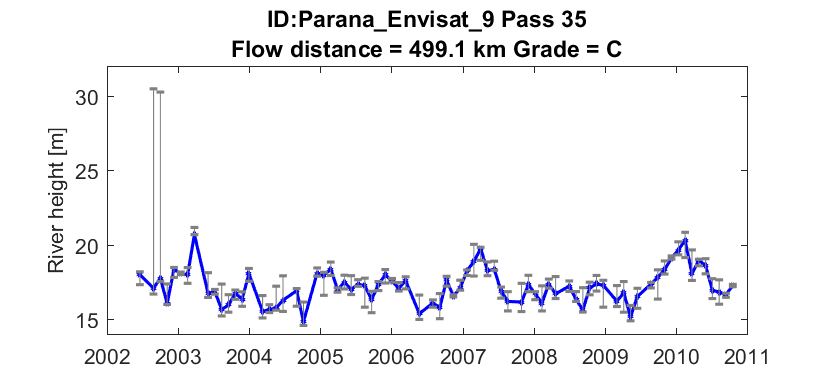 ID:Parana_Envisat_9 Pass 35
Flow distance = 499.1 km Grade = C
River height [m]
30
25
20
15
2002 2003 2004 2005 2006 2007 2008 2009 2010 2011